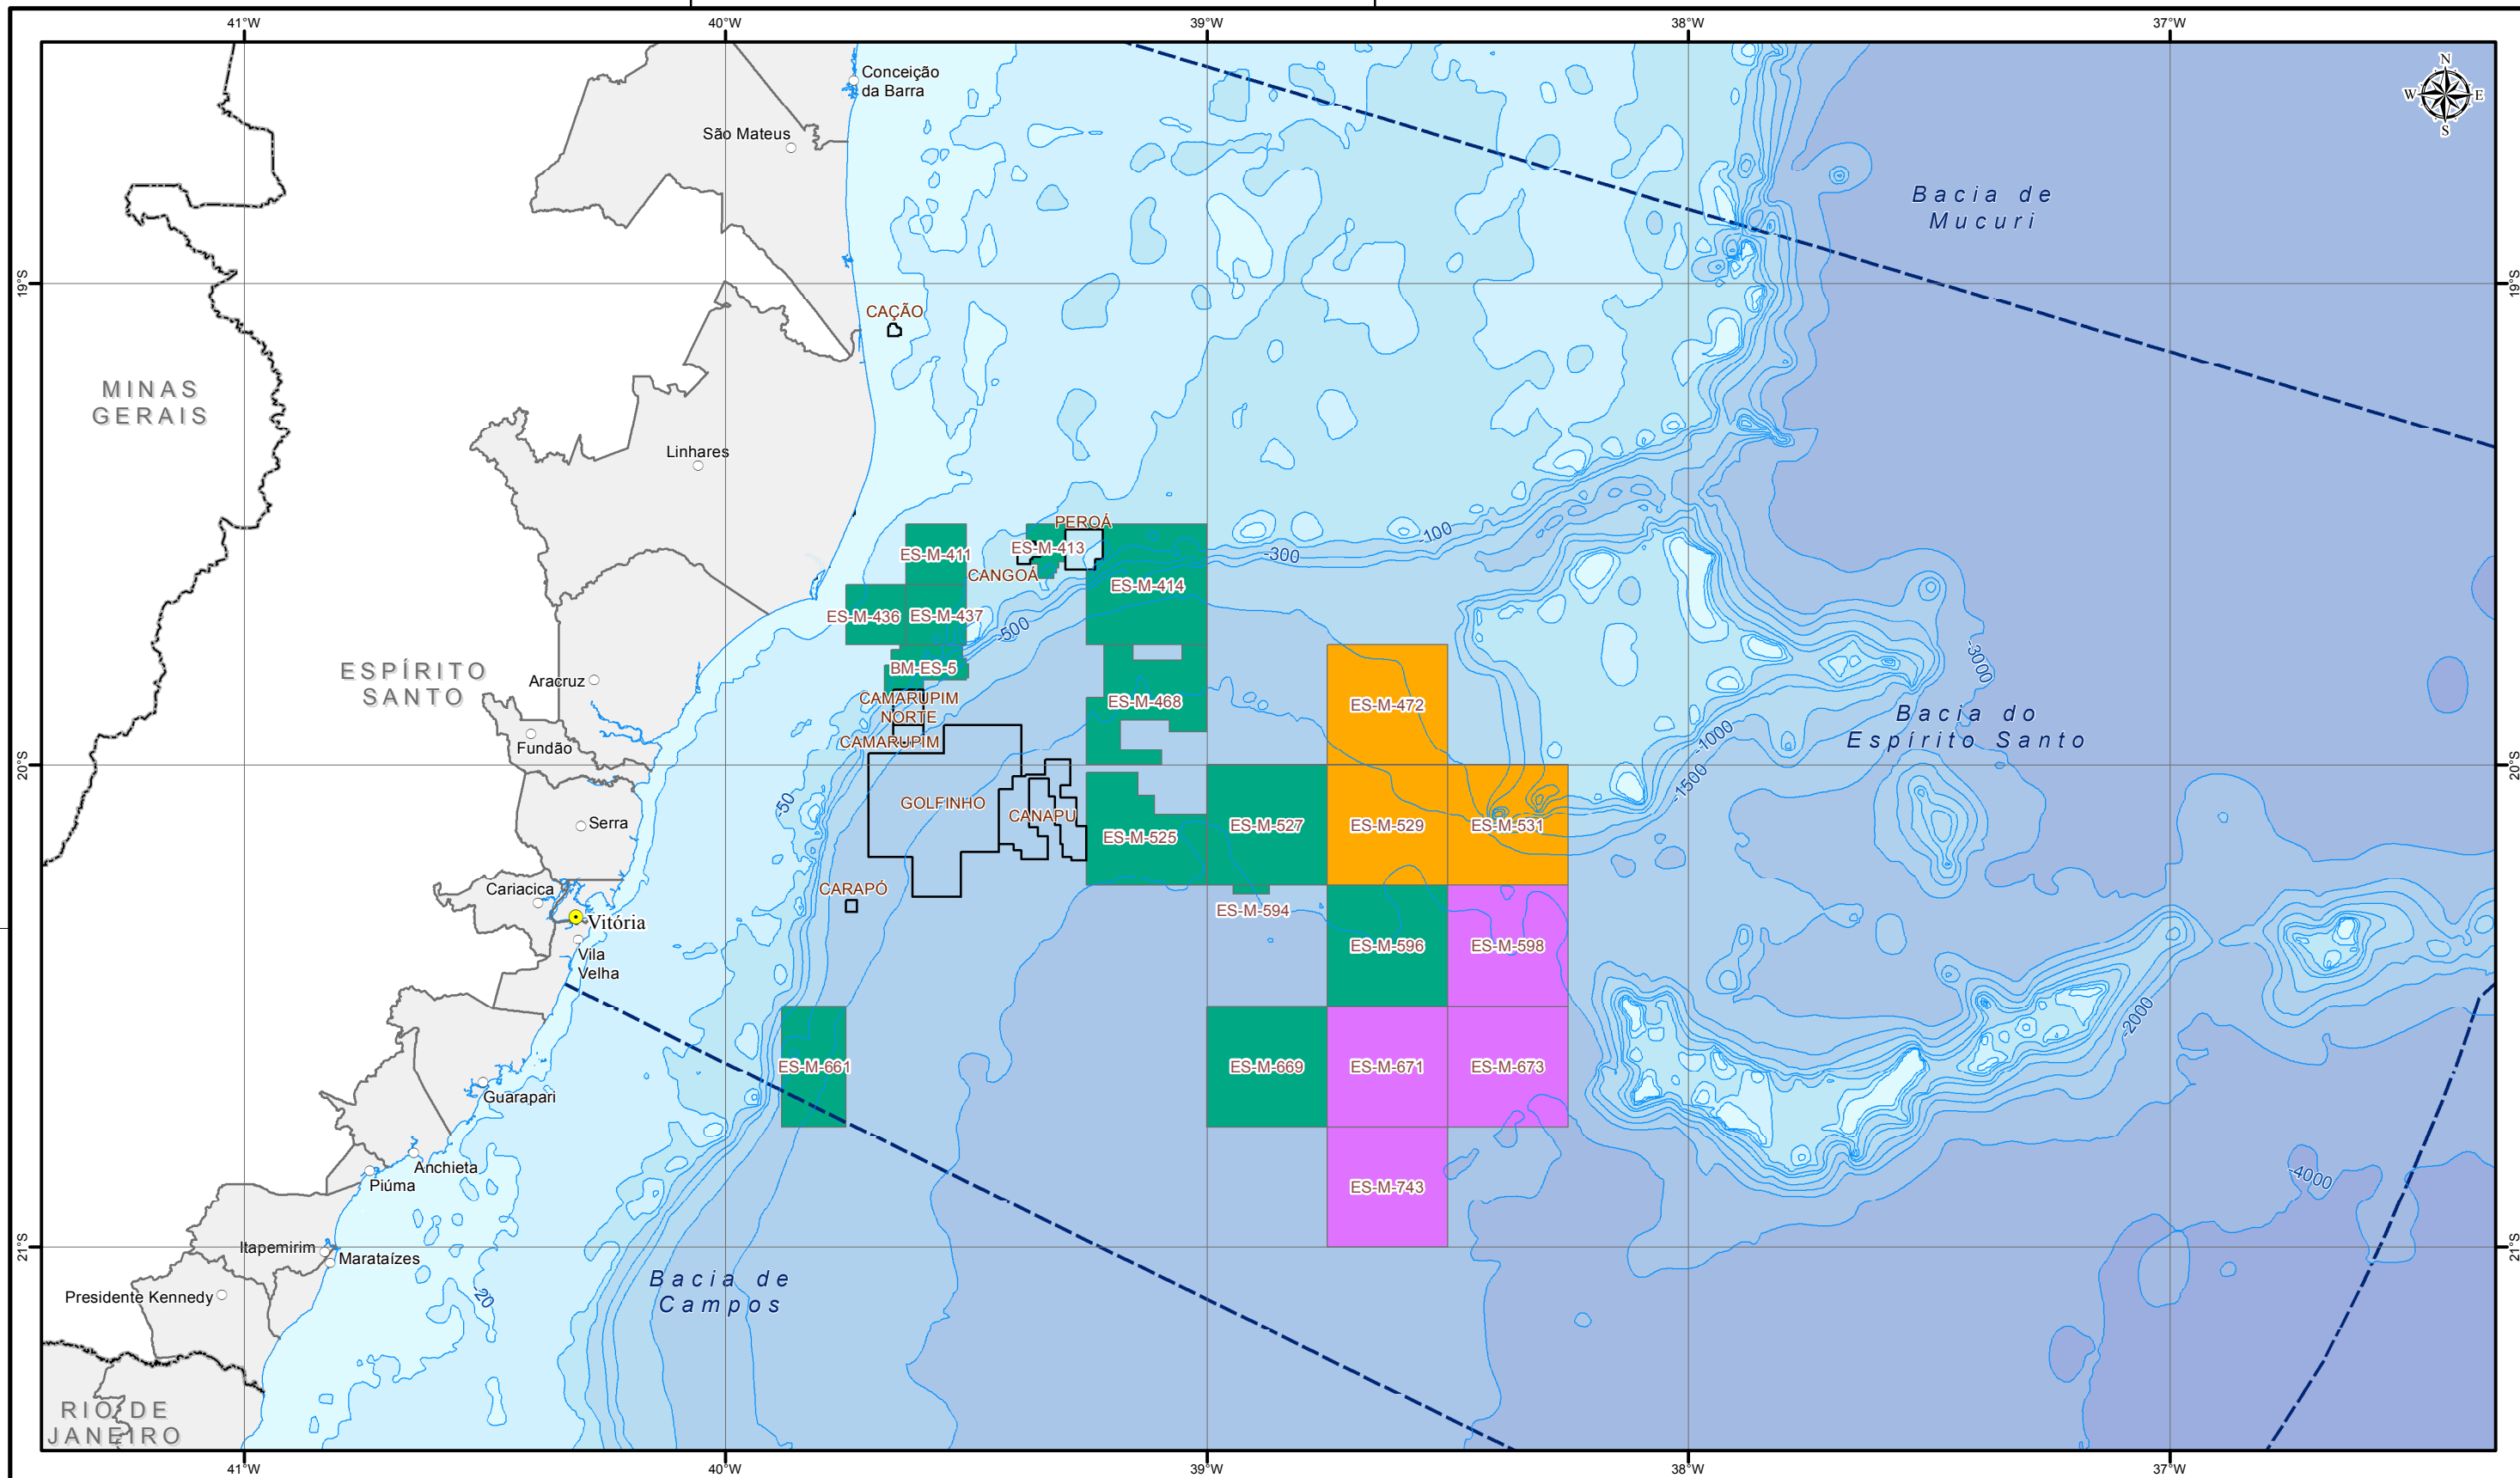 41°W
40°W
39°W
38°W
37°W
N
W
E
S
Conceição
da Barra
São Mateus
Bacia de
Mucuri
19°S
19°S
CAÇÃO
MINAS
GERAIS
Linhares
PEROÁ
-100
ES-M-411
ES-M-413
-300
CANGOÁ
ES-M-414
ES-M-436
ES-M-437
-500
-3000
BM-ES-5
ESPÍRITO
SANTO
Aracruz
CAMARUPIM
NORTE
ES-M-468
ES-M-472
Bacia do
Espírito Santo
-1000
Fundão
CAMARUPIM
20°S
20°S
-1500
-50
GOLFINHO
CANAPU
Serra
ES-M-525
ES-M-527
ES-M-529
ES-M-531
Cariacica
CARAPÓ
Vitória
ES-M-594
ES-M-596
ES-M-598
Vila
Velha
-2000
ES-M-661
ES-M-669
ES-M-671
ES-M-673
Guarapari
Anchieta
Piúma
-4000
ES-M-743
Itapemirim
Marataízes
21°S
21°S
Presidente Kennedy
-20
Bacia de
Campos
RIO DE
JANEIRO
41°W
40°W
39°W
38°W
37°W